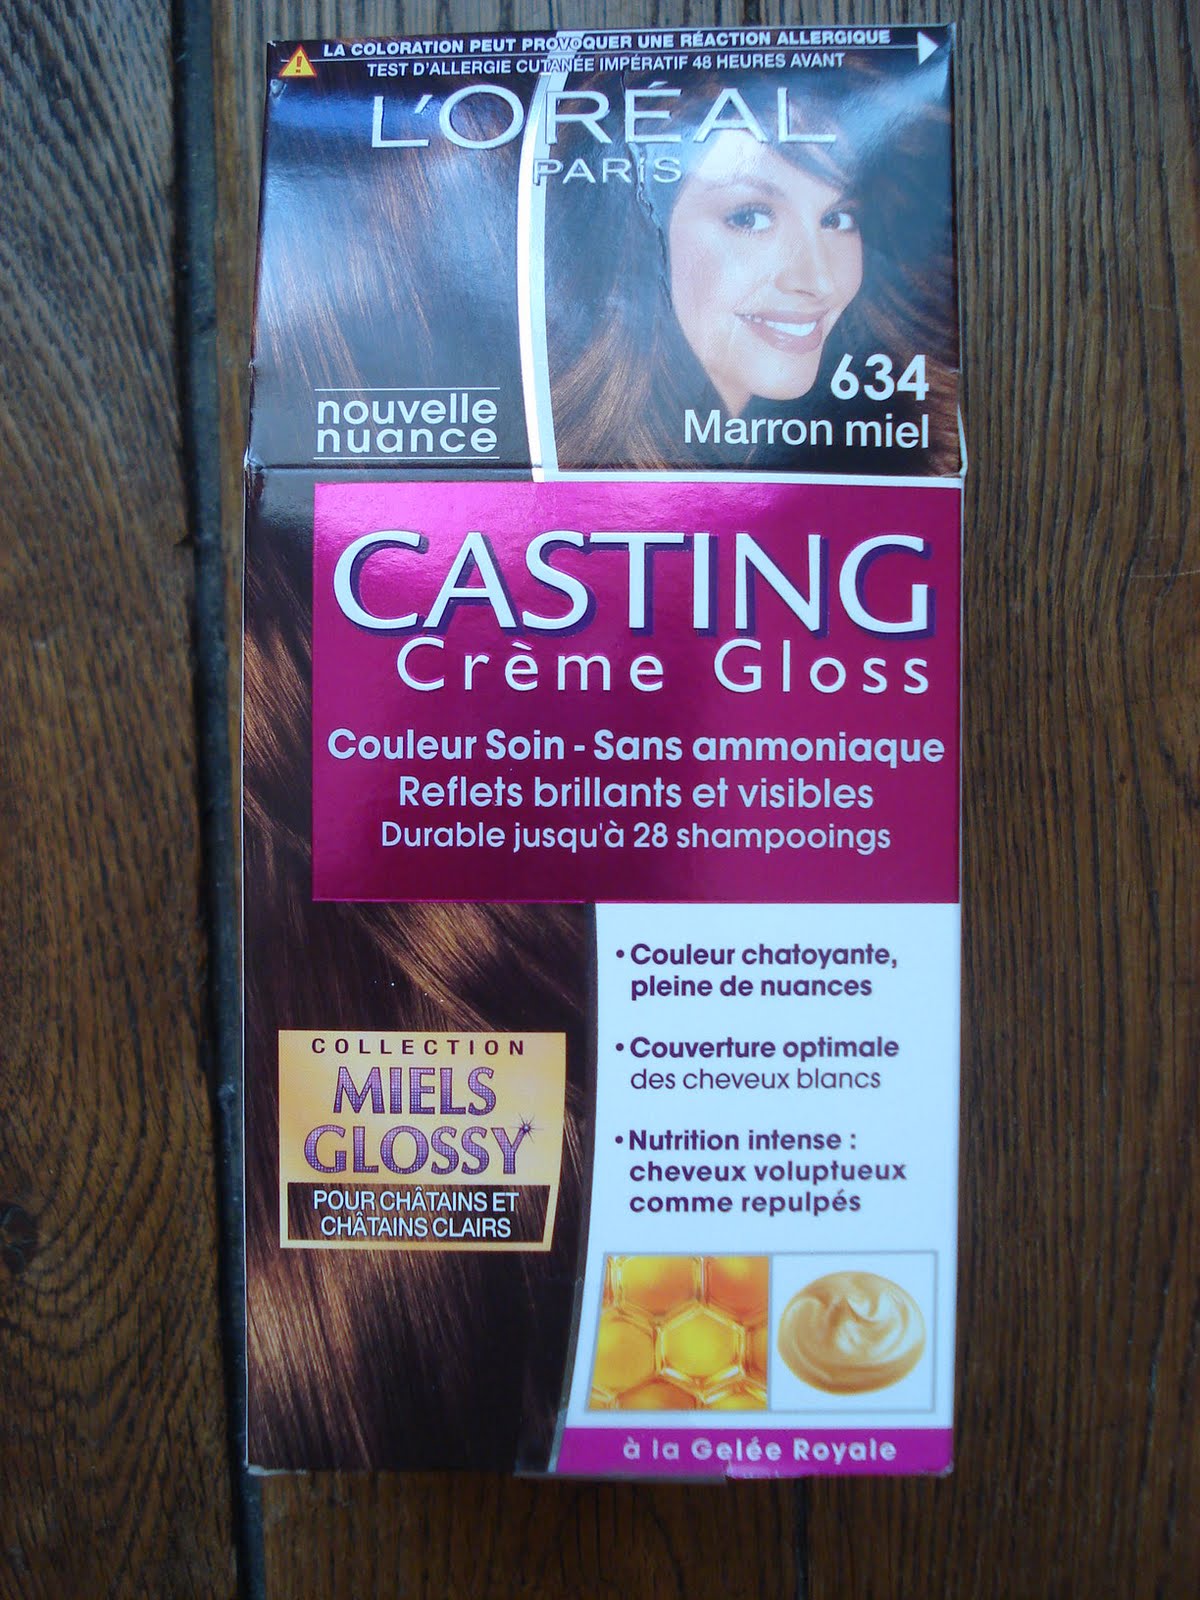 LA COLORATION PEUT PROVOQUER UNE RÉACTION ALLERGIQUE
TEST D'ALLERGIE CUTANÉE IMPÉRATIF 48 HEURES AVANT
L'ORÉAL
PARIS
634
Marron miel
nouvelle
nuance
CASTING
Crème Gloss
Couleur Soin - Sans ammoniaque
Reflets brillants et visibles
Durable jusqu'à 28 shampooings
• Couleur chatoyante,
pleine de nuances
• Couverture optimale
des cheveux blancs
• Nutrition intense :
cheveux voluptueux
comme repulpés
COLLECTION
MIELS
GLOSSY
POUR CHÂTAINS ET
CHÂTAINS CLAIRS
à la Gelée Royale